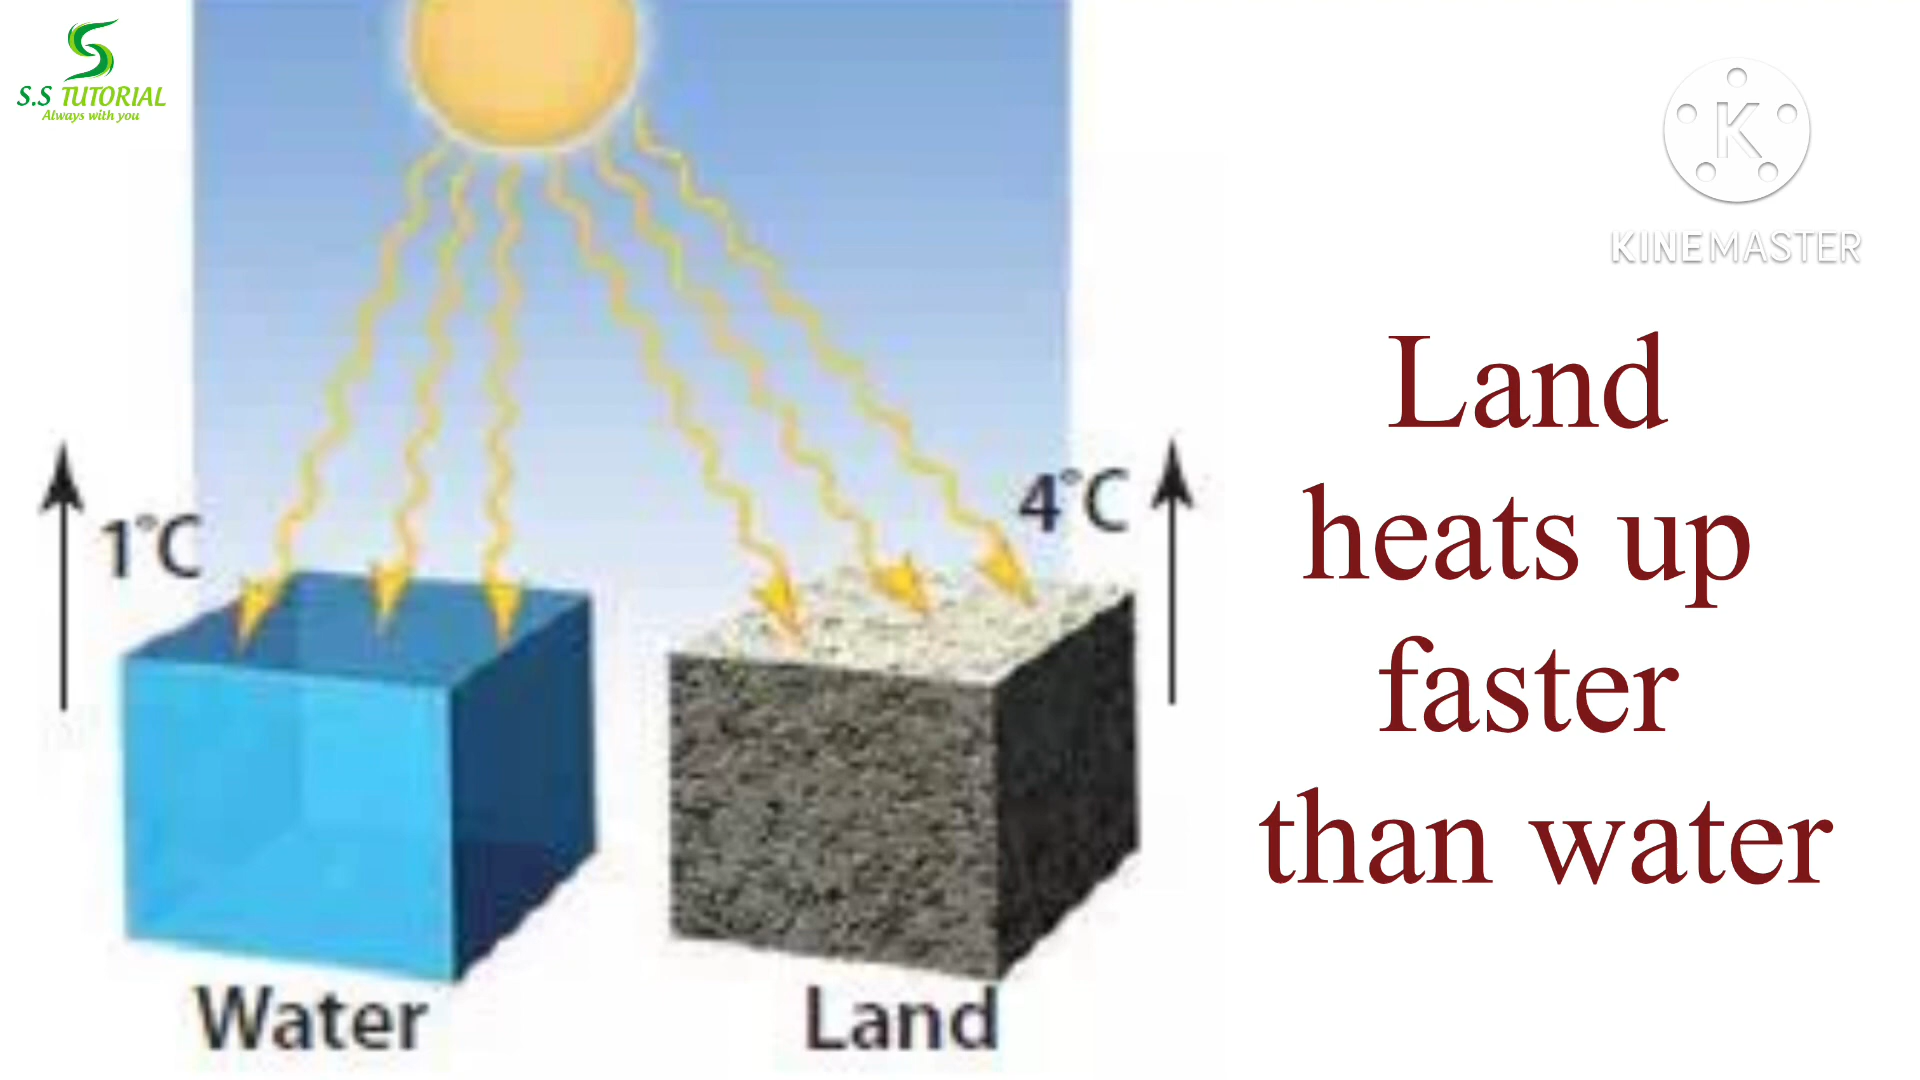 S.S TUTORIAL
Always with you
K
KINEMASTER
1°C
4°C
Water
Land
Land
heats up
faster
than water